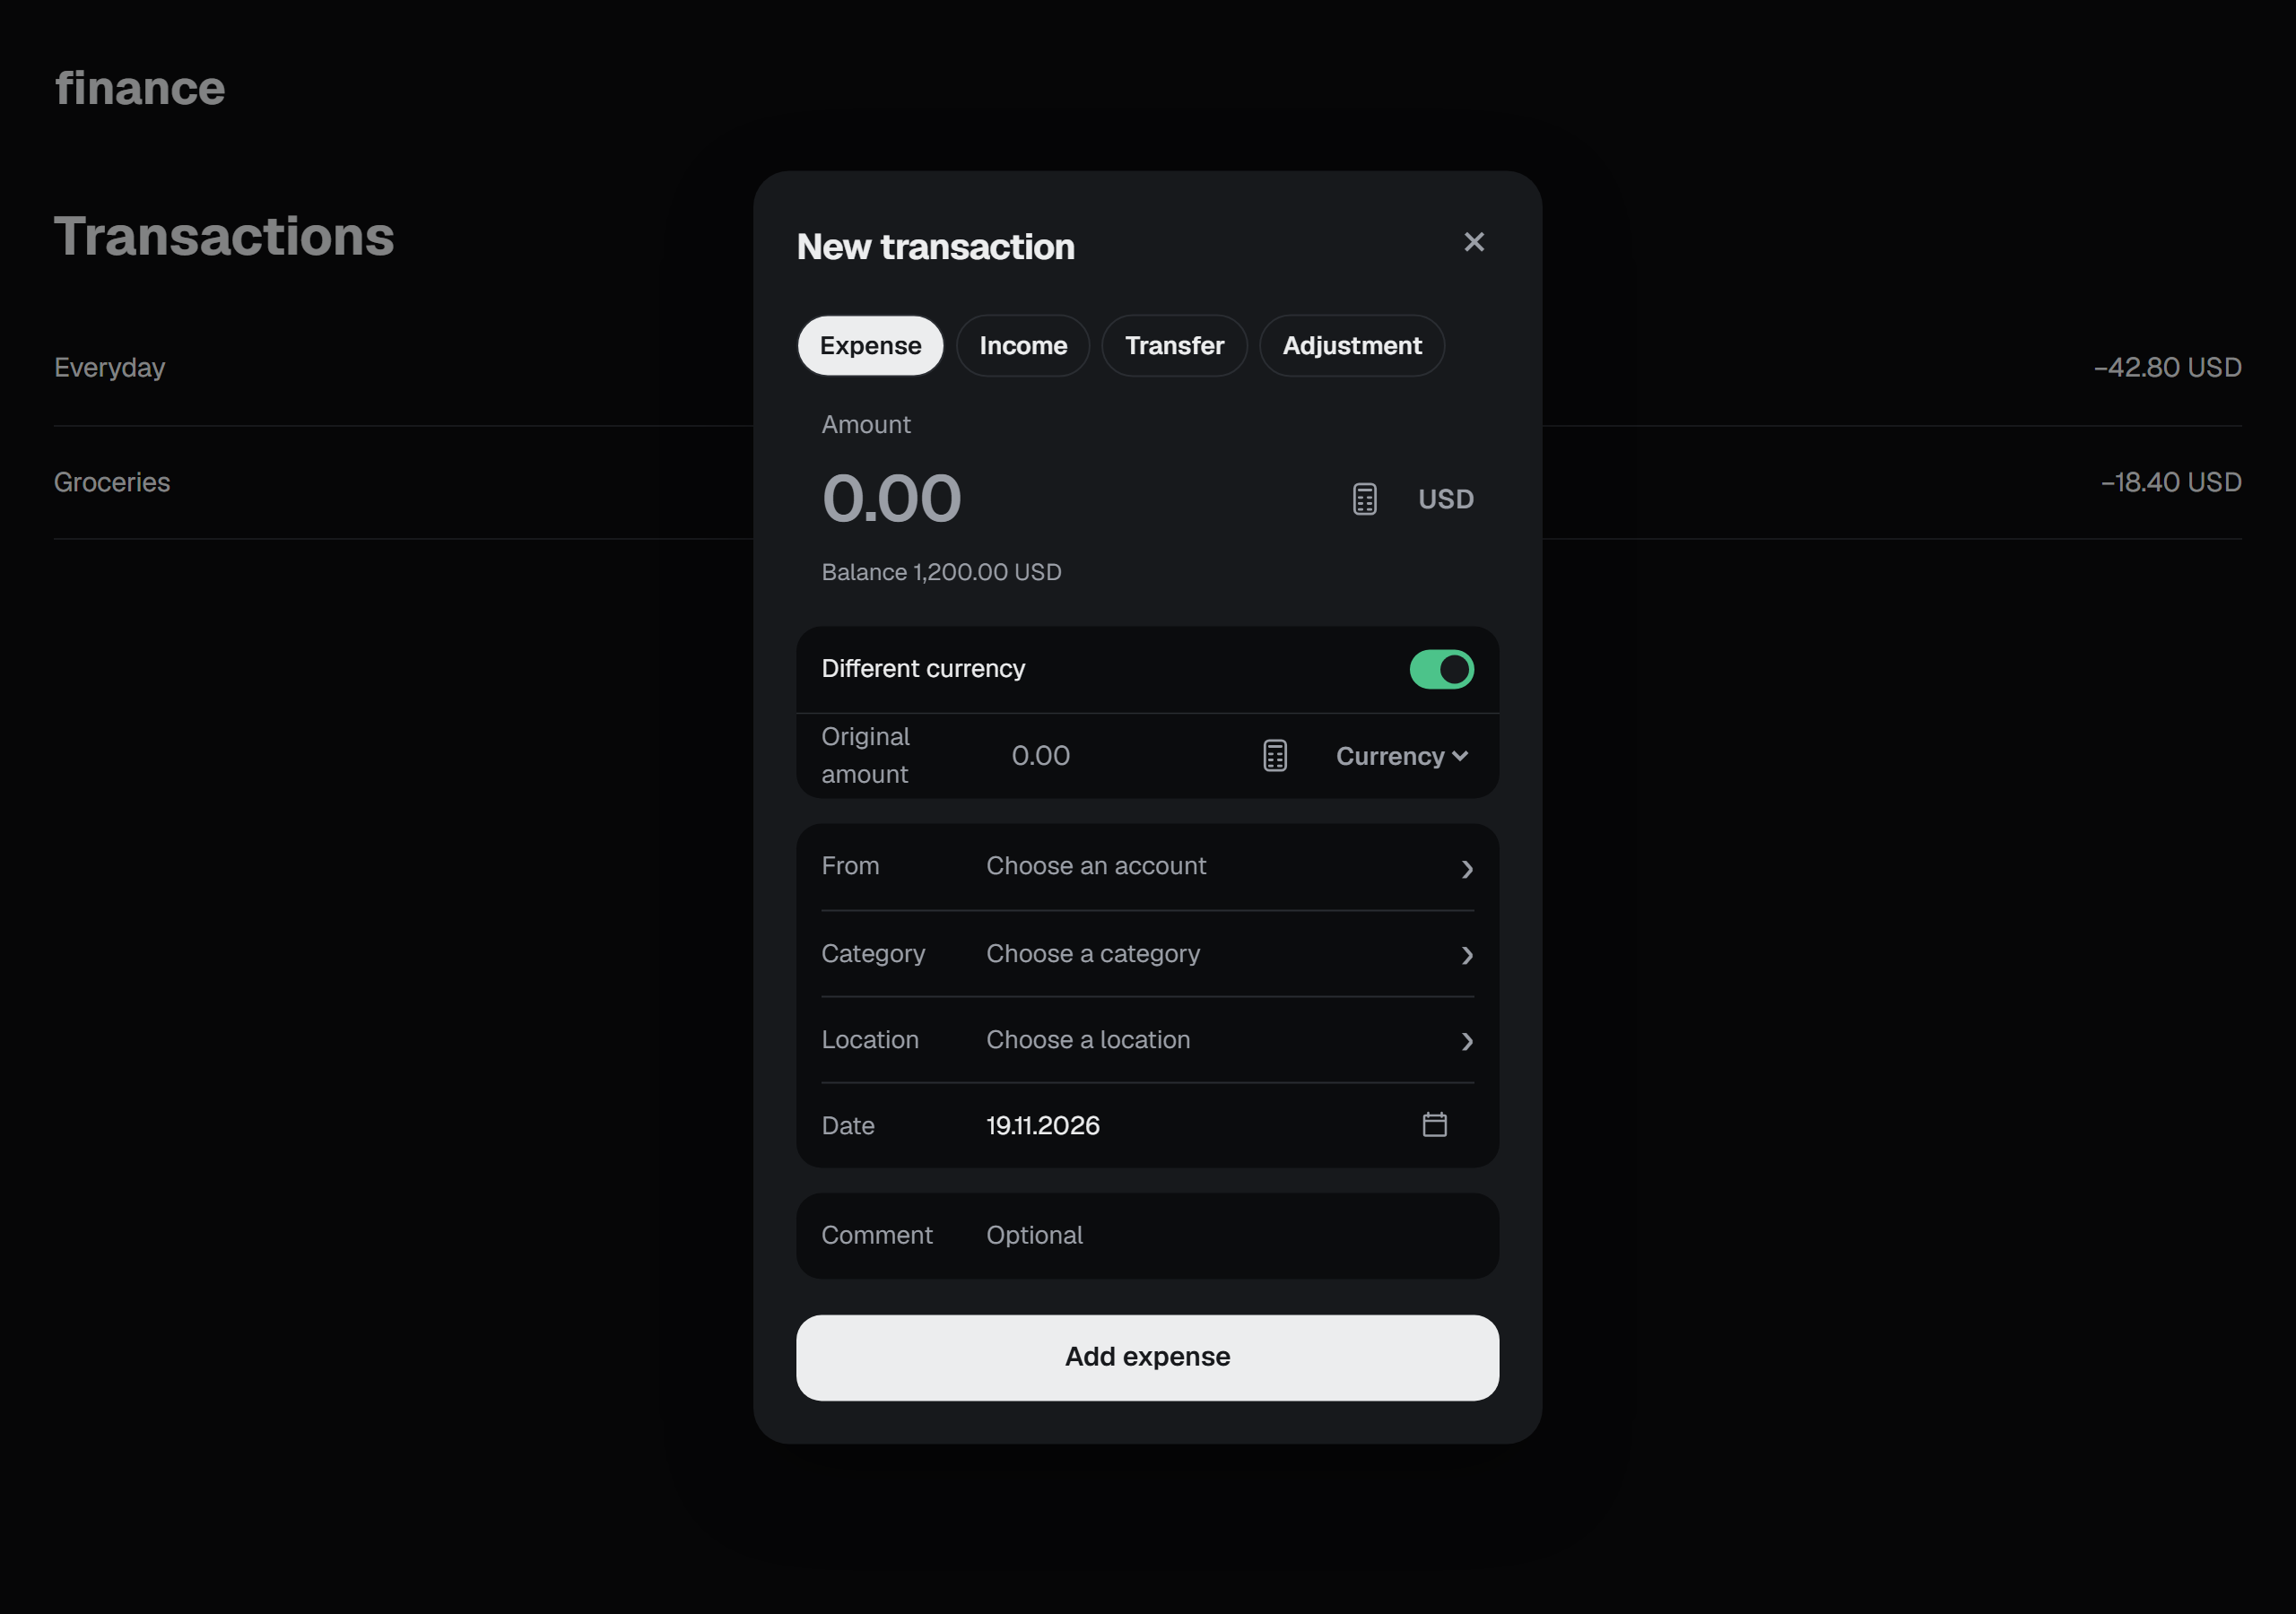 finance
Transactions
Everyday
−42.80 USD
Groceries
−18.40 USD
New transaction
Expense Income Transfer Adjustment
Amount
0.00 USD
Balance 1,200.00 USD
Different currency
Original
amount
0.00 Currency
From Choose an account
Category Choose a category
Location Choose a location
Date 19.11.2026
Comment Optional
Add expense